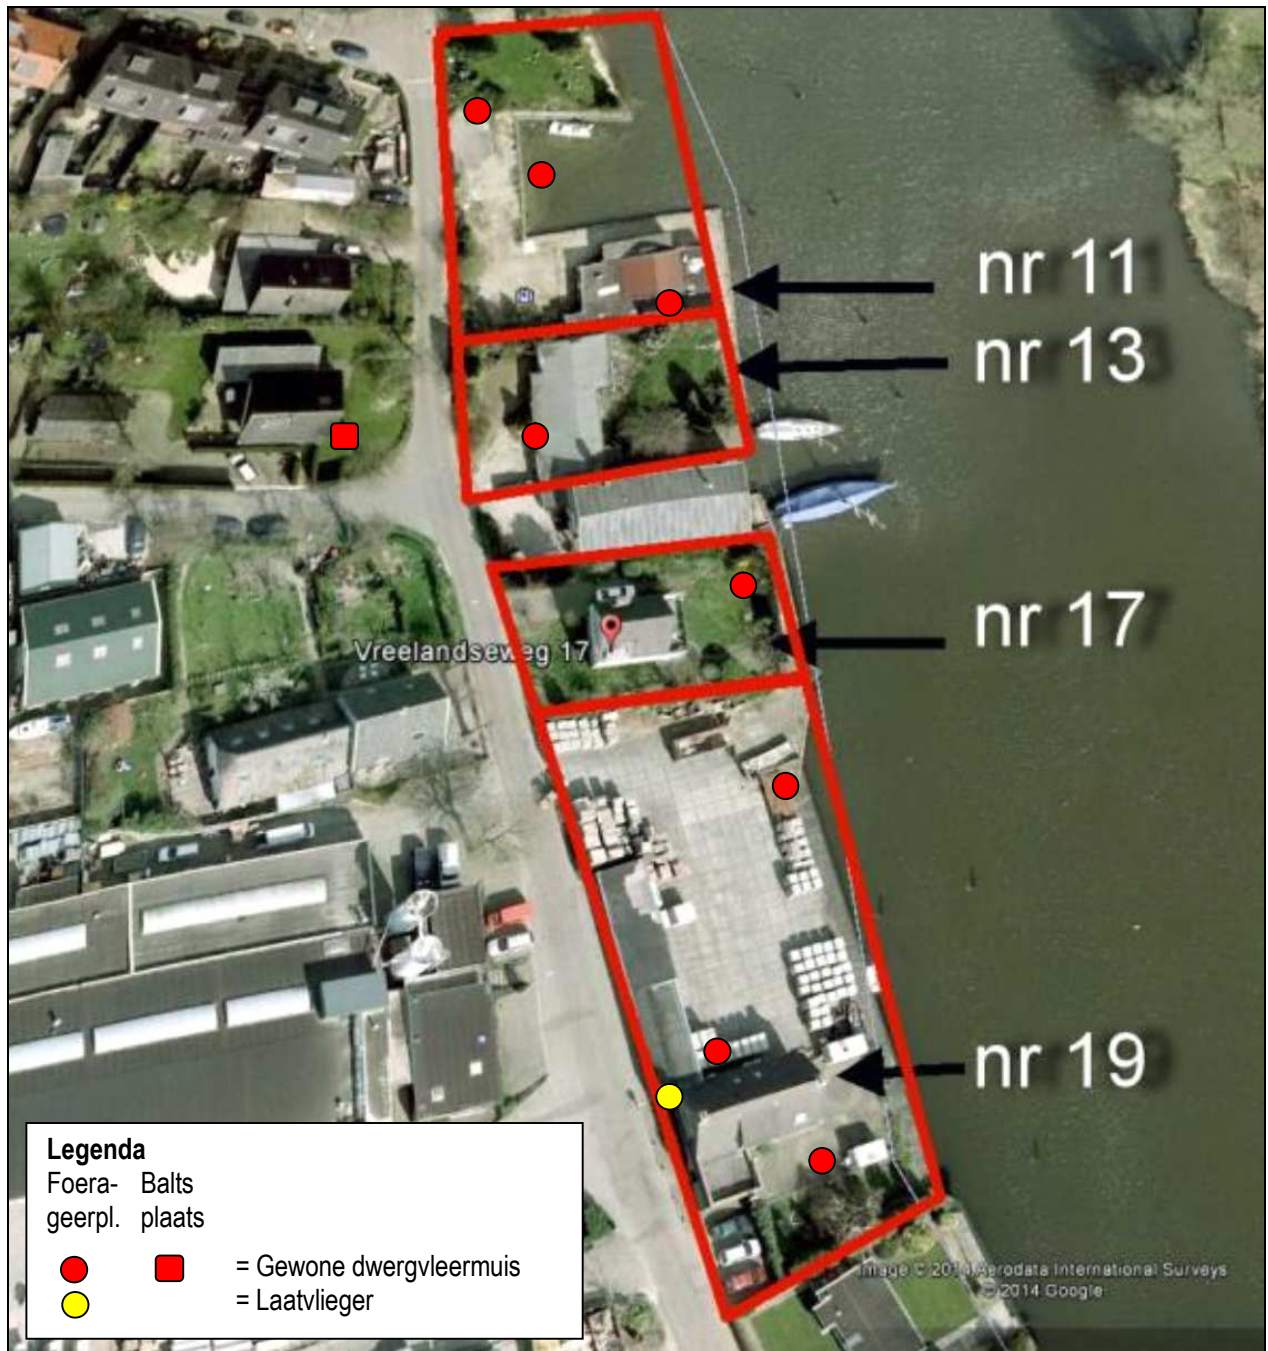 nr 11
nr 13
nr 17
Vreelandseweg 17
nr 19
Legenda
Foera- Balts
geerpl. plaats
= Gewone dwergvleermuis
= Laatvlieger
Image © 2014 Aerodata International Surveys
© 2014 Google